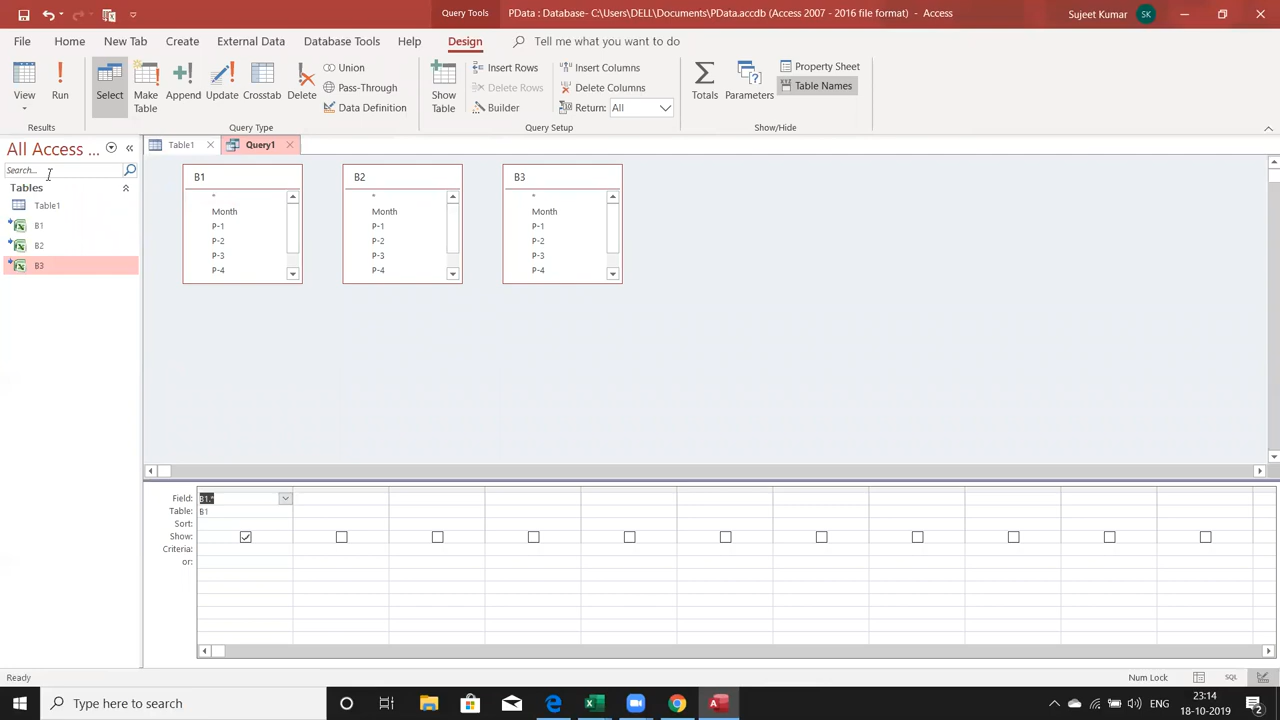 Query Tools
PData : Database- C:\Users\DELL\Documents\PData.accdb (Access 2007 - 2016 file format) - Access
Sujeet Kumar
SK
File
Home
New Tab
Create
External Data
Database Tools
Help
Design
Tell me what you want to do
View
Run
Select
Make Table
Append
Update
Crosstab
Delete
Union
Pass-Through
Data Definition
Show Table
Insert Rows
Delete Rows
Builder
Insert Columns
Delete Columns
Return: All
Totals
Parameters
Property Sheet
Table Names
Results
Query Type
Query Setup
Show/Hide
All Access ...
Search...
Tables
Table1
B1
B2
B3
Table1
Query1
B1
*
Month
P-1
P-2
P-3
P-4
B2
*
Month
P-1
P-2
P-3
P-4
B3
*
Month
P-1
P-2
P-3
P-4
Field: B1.*
Table: B1
Sort:
Show:
Criteria:
or:
Ready
Num Lock
SQL
Type here to search
ENG
23:14
18-10-2019
2